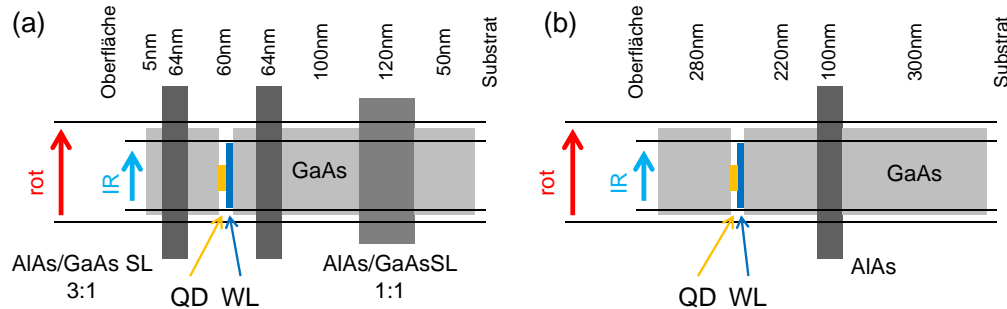 (a)
Oberfläche
5nm
64nm
60nm
64nm
100nm
120nm
50nm
Substrat
rot
IR
GaAs
AlAs/GaAs SL
3:1
QD WL
AlAs/GaAsSL
1:1
(b)
Oberfläche
280nm
220nm
100nm
300nm
Substrat
rot
IR
GaAs
QD WL
AlAs